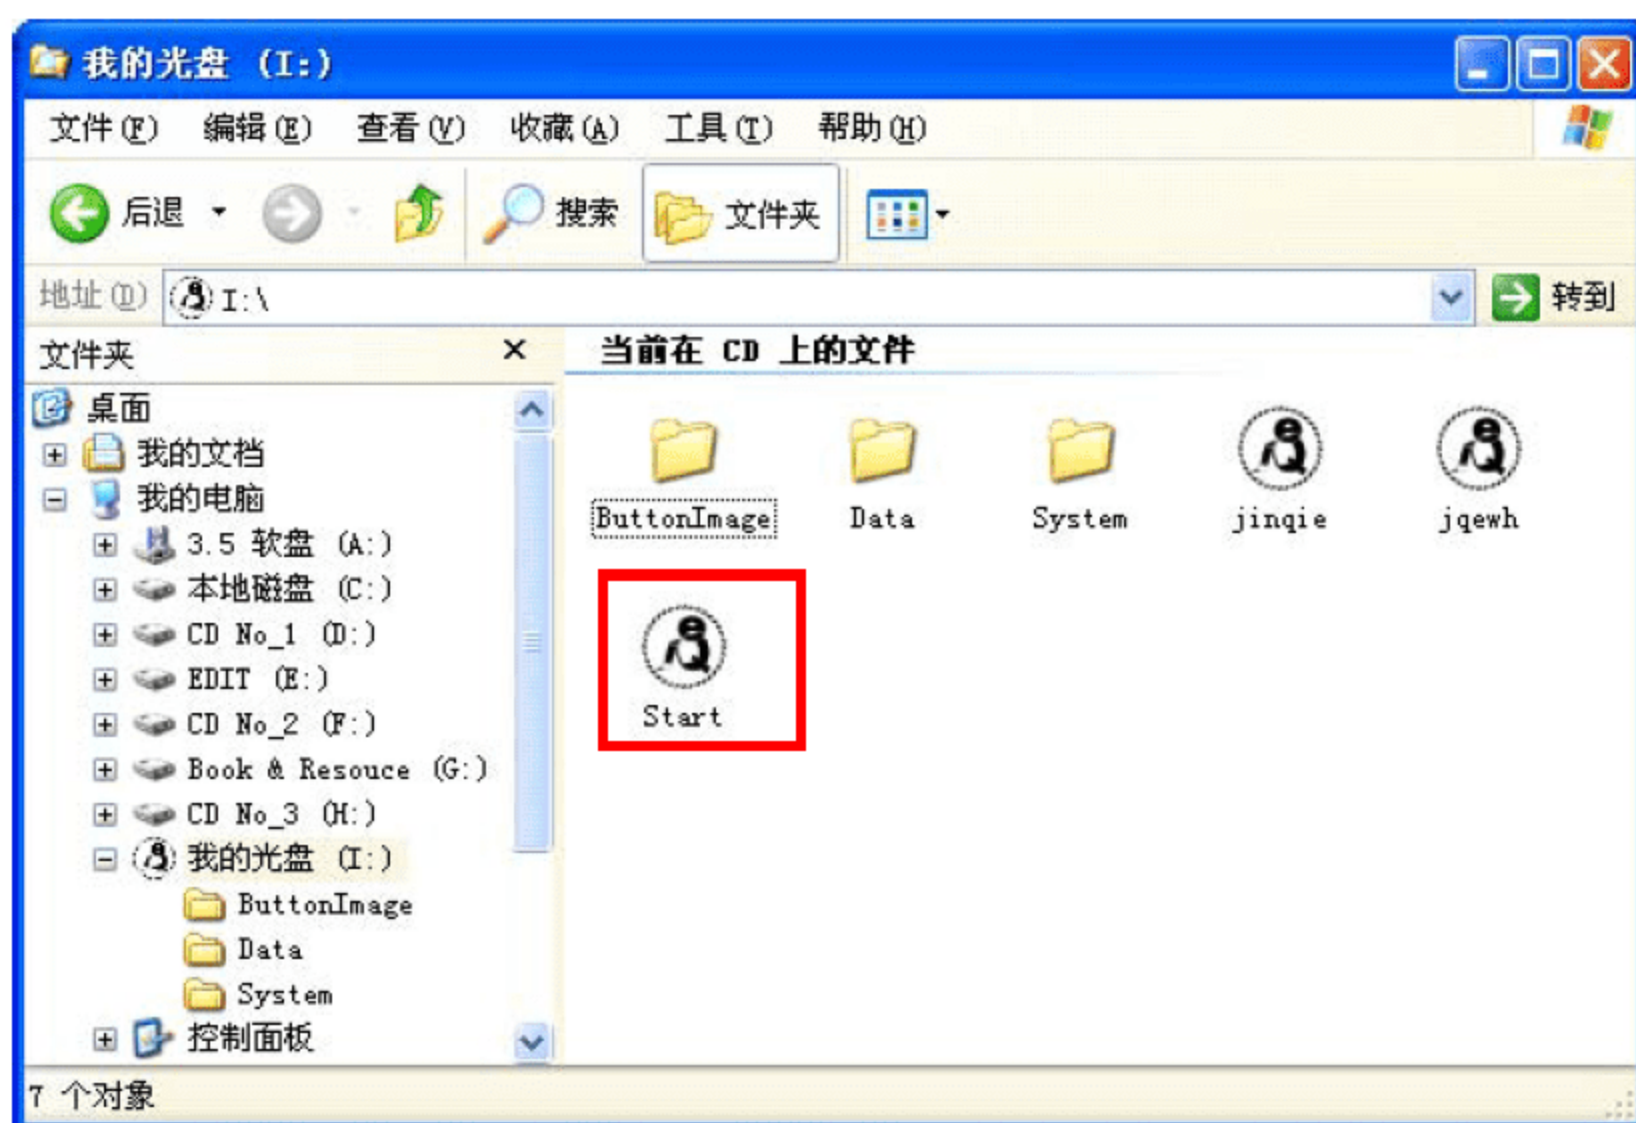 我的光盘 (I:)
文件(F) 编辑(E) 查看(V) 收藏(A) 工具(T) 帮助(H)
后退 搜索 文件夹
地址(D) I:\ 转到
文件夹
桌面
我的文档
我的电脑
3.5 软盘 (A:)
本地磁盘 (C:)
CD No_1 (D:)
EDIT (E:)
CD No_2 (F:)
Book & Resouce (G:)
CD No_3 (H:)
我的光盘 (I:)
ButtonImage
Data
System
控制面板
当前在 CD 上的文件
ButtonImage Data System jinqie jqewh
Start
7 个对象